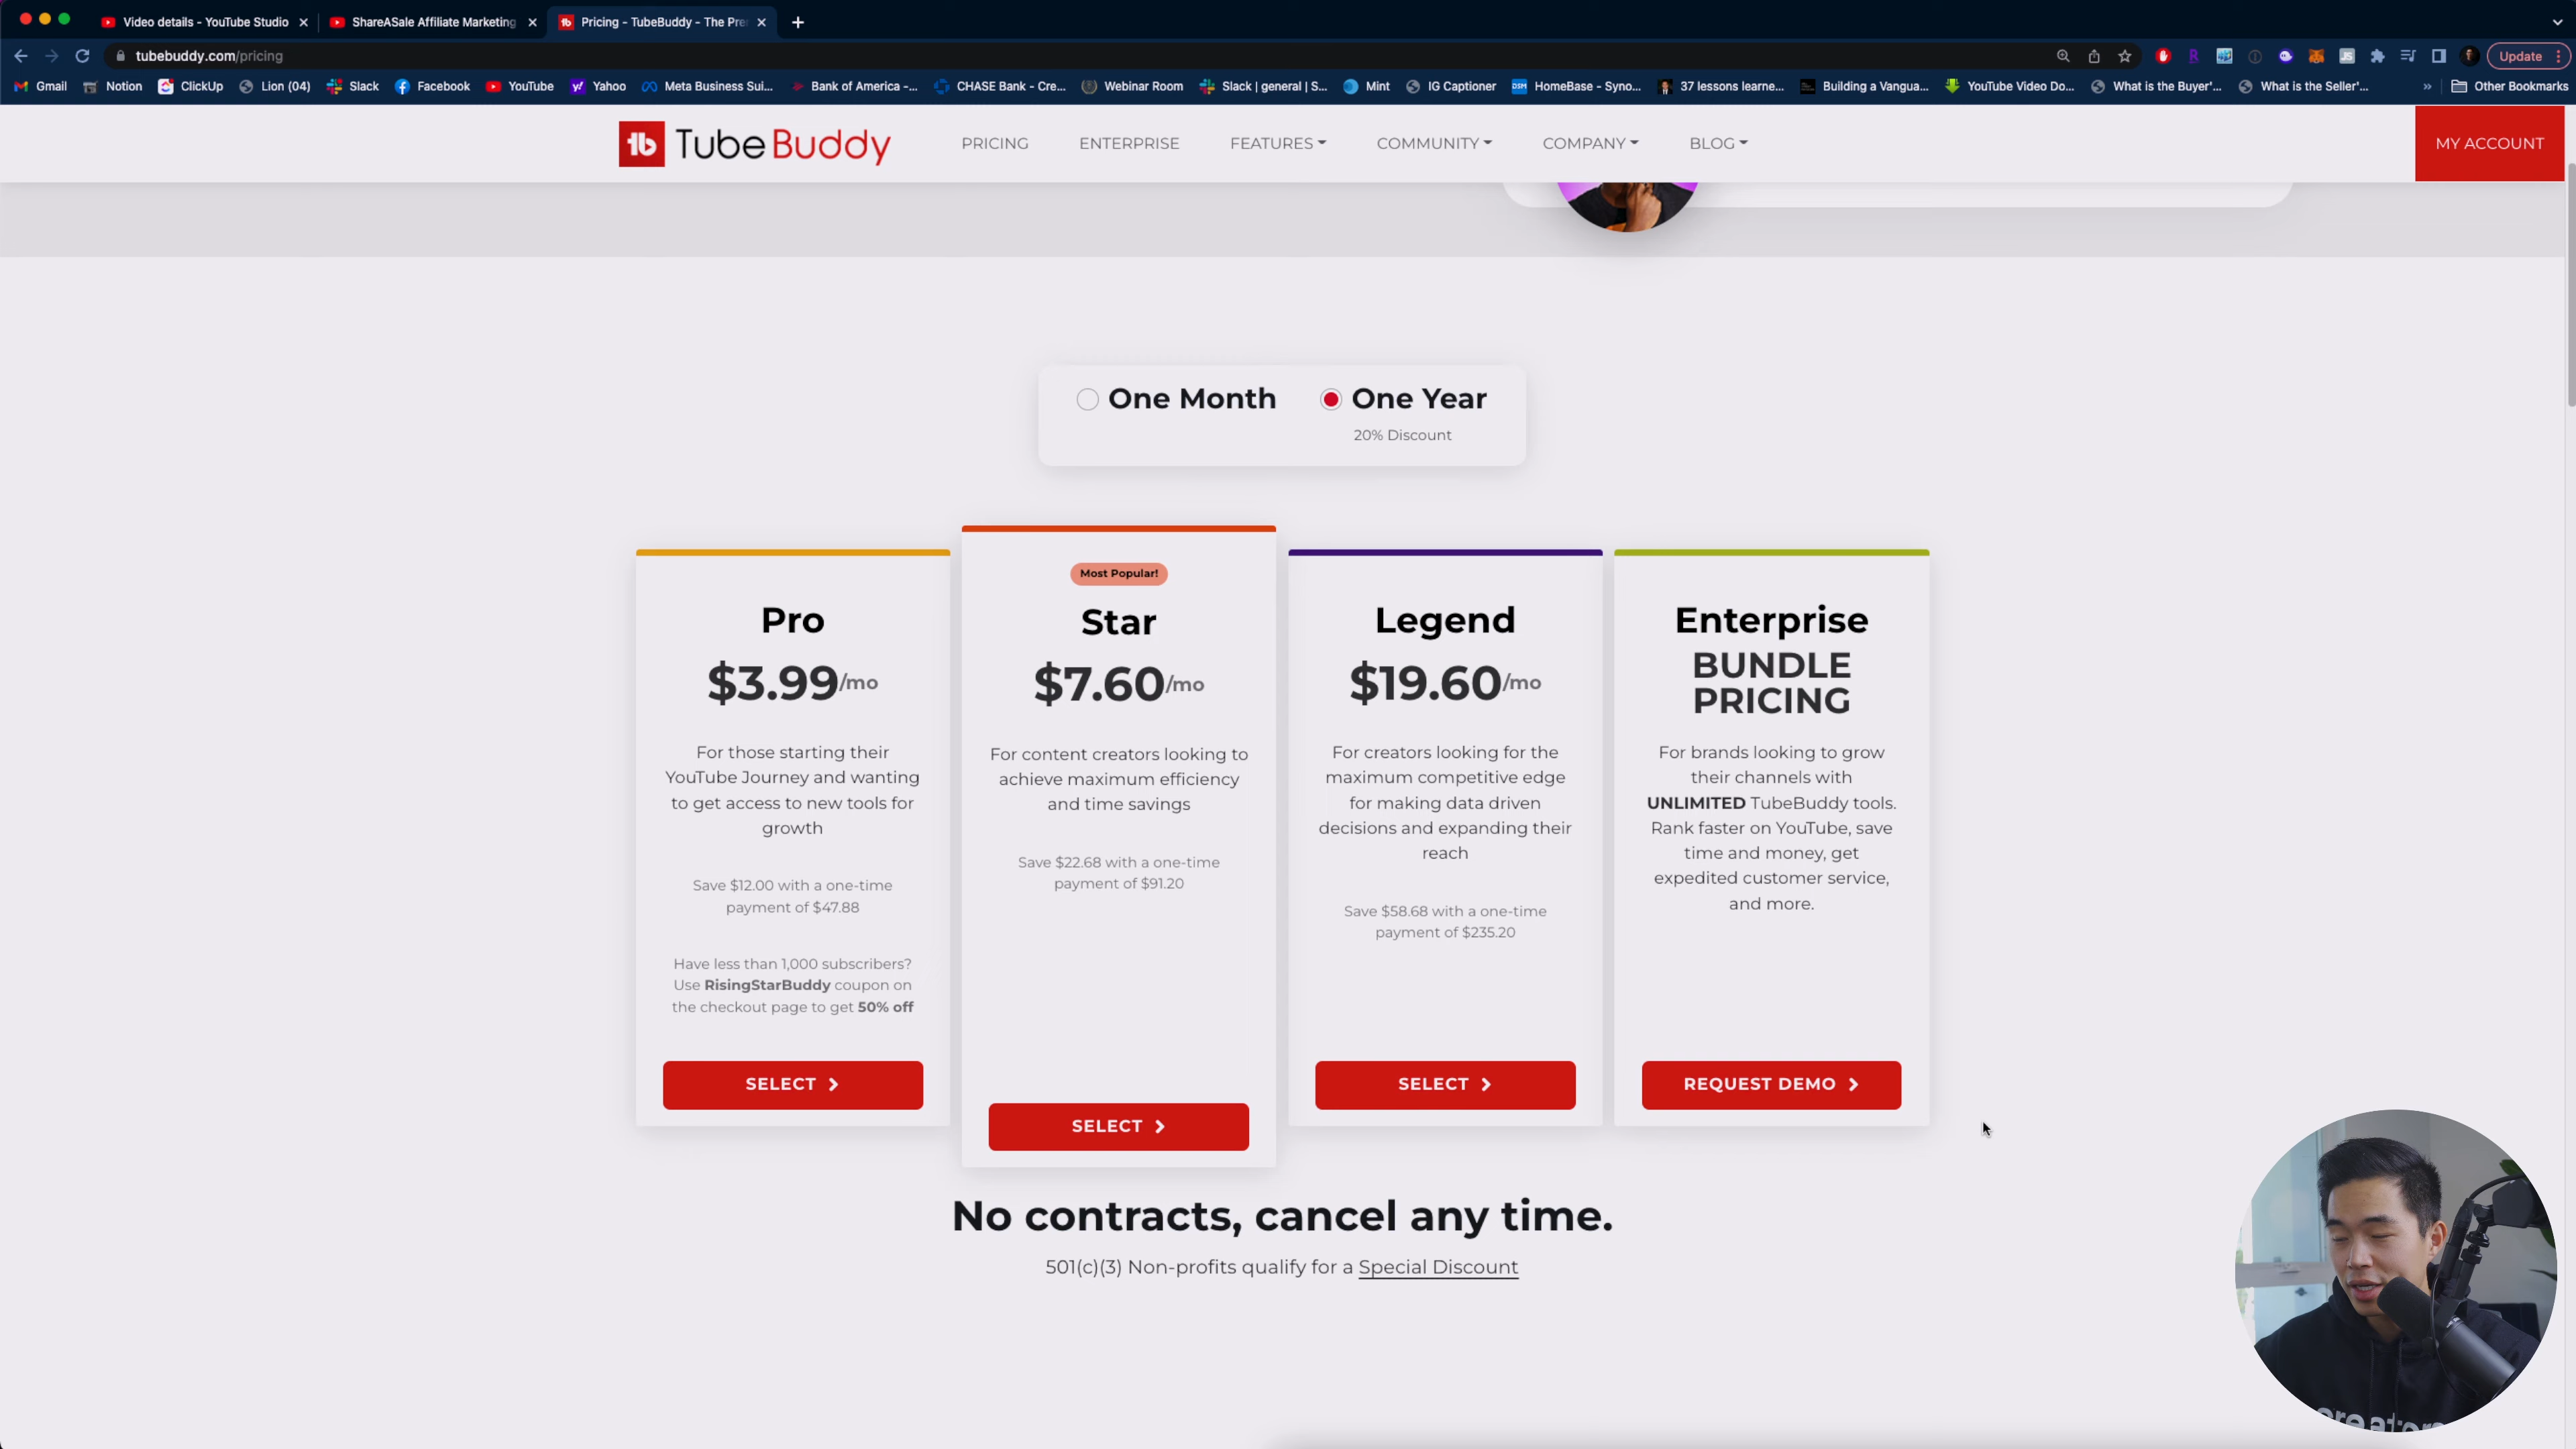 Video details - YouTube Studio
ShareASale Affiliate Marketing
Pricing - TubeBuddy - The Pre
tubebuddy.com/pricing
Update
Gmail Notion ClickUp Lion (04) Slack Facebook YouTube Yahoo Meta Business Sui... Bank of America -... CHASE Bank - Cre... Webinar Room Slack | general | S... Mint IG Captioner HomeBase - Syno... 37 lessons learne... Building a Vangua... YouTube Video Do... What is the Buyer'... What is the Seller'... » Other Bookmarks
TubeBuddy
PRICING ENTERPRISE FEATURES COMMUNITY COMPANY BLOG MY ACCOUNT
One Month
One Year
20% Discount
Pro
$3.99/mo
For those starting their
YouTube Journey and wanting
to get access to new tools for
growth
Save $12.00 with a one-time
payment of $47.88
Have less than 1,000 subscribers?
Use RisingStarBuddy coupon on
the checkout page to get 50% off
SELECT
Most Popular!
Star
$7.60/mo
For content creators looking to
achieve maximum efficiency
and time savings
Save $22.68 with a one-time
payment of $91.20
SELECT
Legend
$19.60/mo
For creators looking for the
maximum competitive edge
for making data driven
decisions and expanding their
reach
Save $58.68 with a one-time
payment of $235.20
SELECT
Enterprise
BUNDLE
PRICING
For brands looking to grow
their channels with
UNLIMITED TubeBuddy tools.
Rank faster on YouTube, save
time and money, get
expedited customer service,
and more.
REQUEST DEMO
No contracts, cancel any time.
501(c)(3) Non-profits qualify for a Special Discount